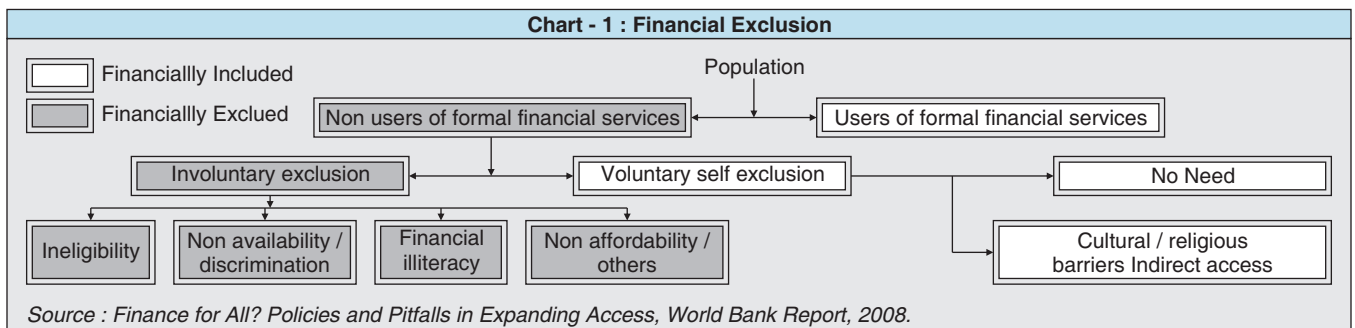 Chart - 1 : Financial Exclusion
Financiallly Included
Financiallly Exclued
Population
Non users of formal financial services
Users of formal financial services
Involuntary exclusion
Voluntary self exclusion
No Need
Ineligibility
Non availability /
discrimination
Financial
illiteracy
Non affordability /
others
Cultural / religious
barriers Indirect access
Source : Finance for All? Policies and Pitfalls in Expanding Access, World Bank Report, 2008.